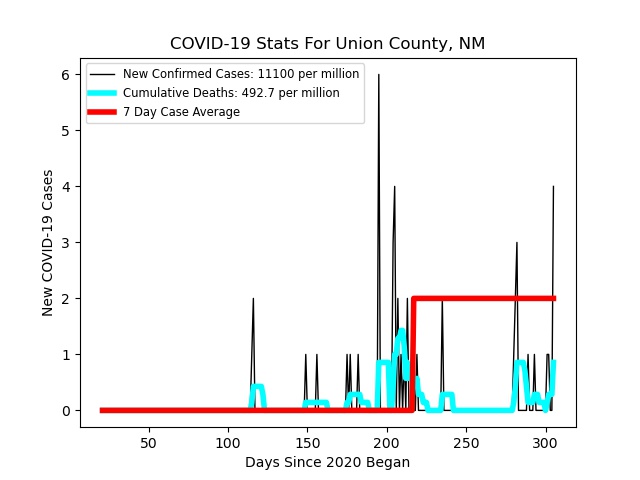 COVID-19 Stats For Union County, NM
New Confirmed Cases: 11100 per million
Cumulative Deaths: 492.7 per million
7 Day Case Average
New COVID-19 Cases
6
5
4
3
2
1
0
50 100 150 200 250 300
Days Since 2020 Began